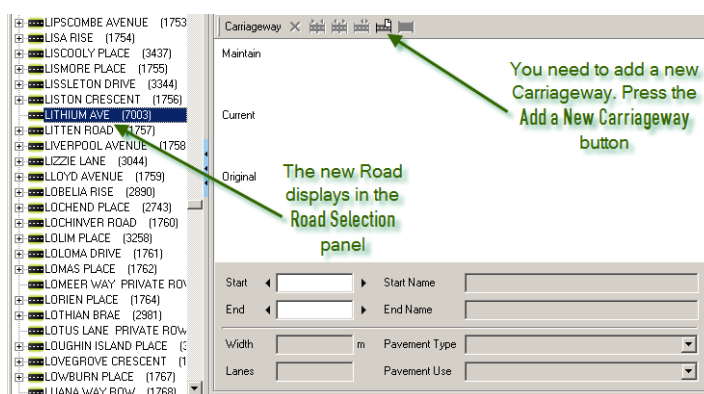 LIPSCOMBE AVENUE (1753
LISA RISE (1754)
LISCOOLY PLACE (3437)
LISMORE PLACE (1755)
LISSLETON DRIVE (3344)
LISTON CRESCENT (1756)
LITHIUM AVE (7003)
LITTEN ROAD (1757)
LIVERPOOL AVENUE (1758
LIZZIE LANE (3044)
LLOYD AVENUE (1759)
LOBELIA RISE (2890)
LOCHEND PLACE (2743)
LOCHINVER ROAD (1760)
LOLIM PLACE (3258)
LOLOMA DRIVE (1761)
LOMAS PLACE (1762)
LOMEER WAY PRIVATE ROW
LORIEN PLACE (1764)
LOTHIAN BRAE (2981)
LOTUS LANE PRIVATE ROW
LOUGHIN ISLAND PLACE (3
LOVEGROVE CRESCENT (1
LOWBURN PLACE (1767)
LUANA WAY ROW (1768)
Carriageway
Maintain
Current
Original
You need to add a new
Carriageway. Press the
Add a New Carriageway
button
The new Road
displays in the
Road Selection
panel
Start Start Name
End End Name
Width m Pavement Type
Lanes Pavement Use